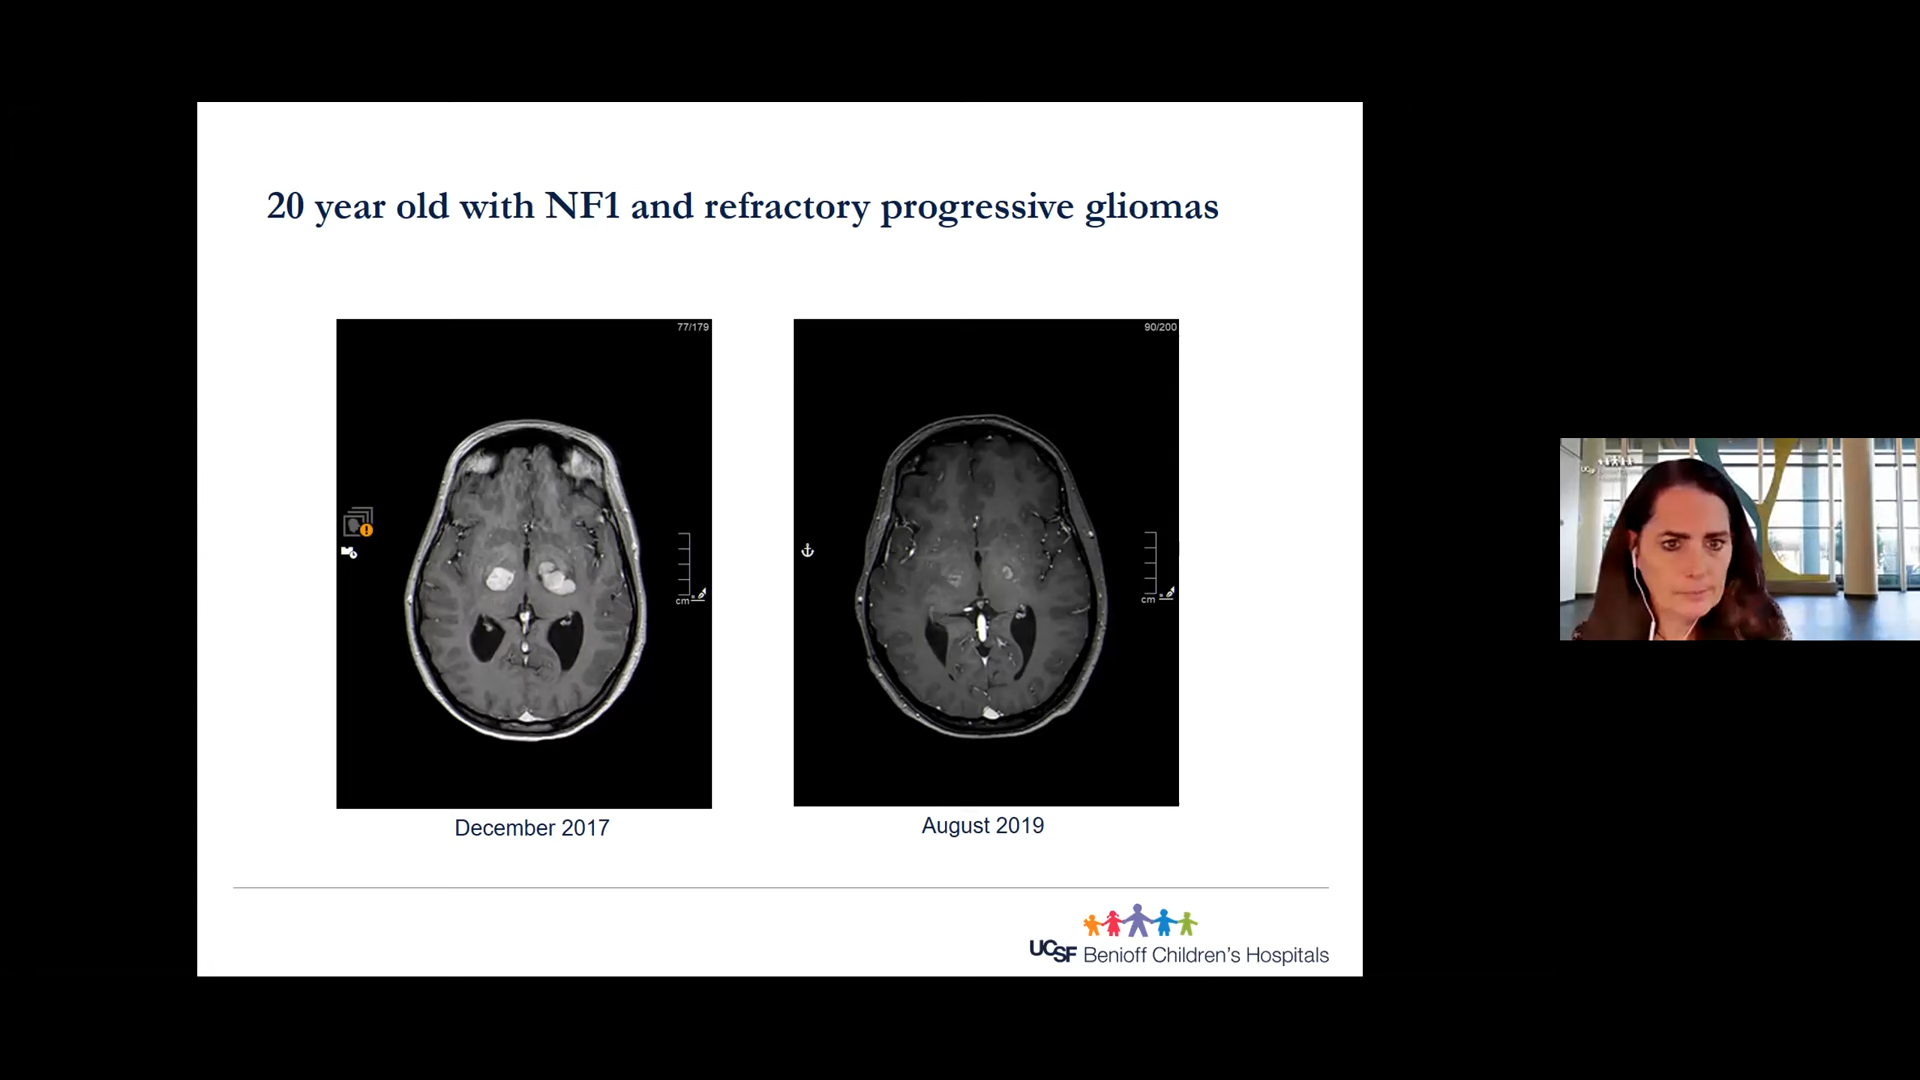 20 year old with NF1 and refractory progressive gliomas
77/179
90/200
cm
cm
December 2017
August 2019
UCSF Benioff Children's Hospitals